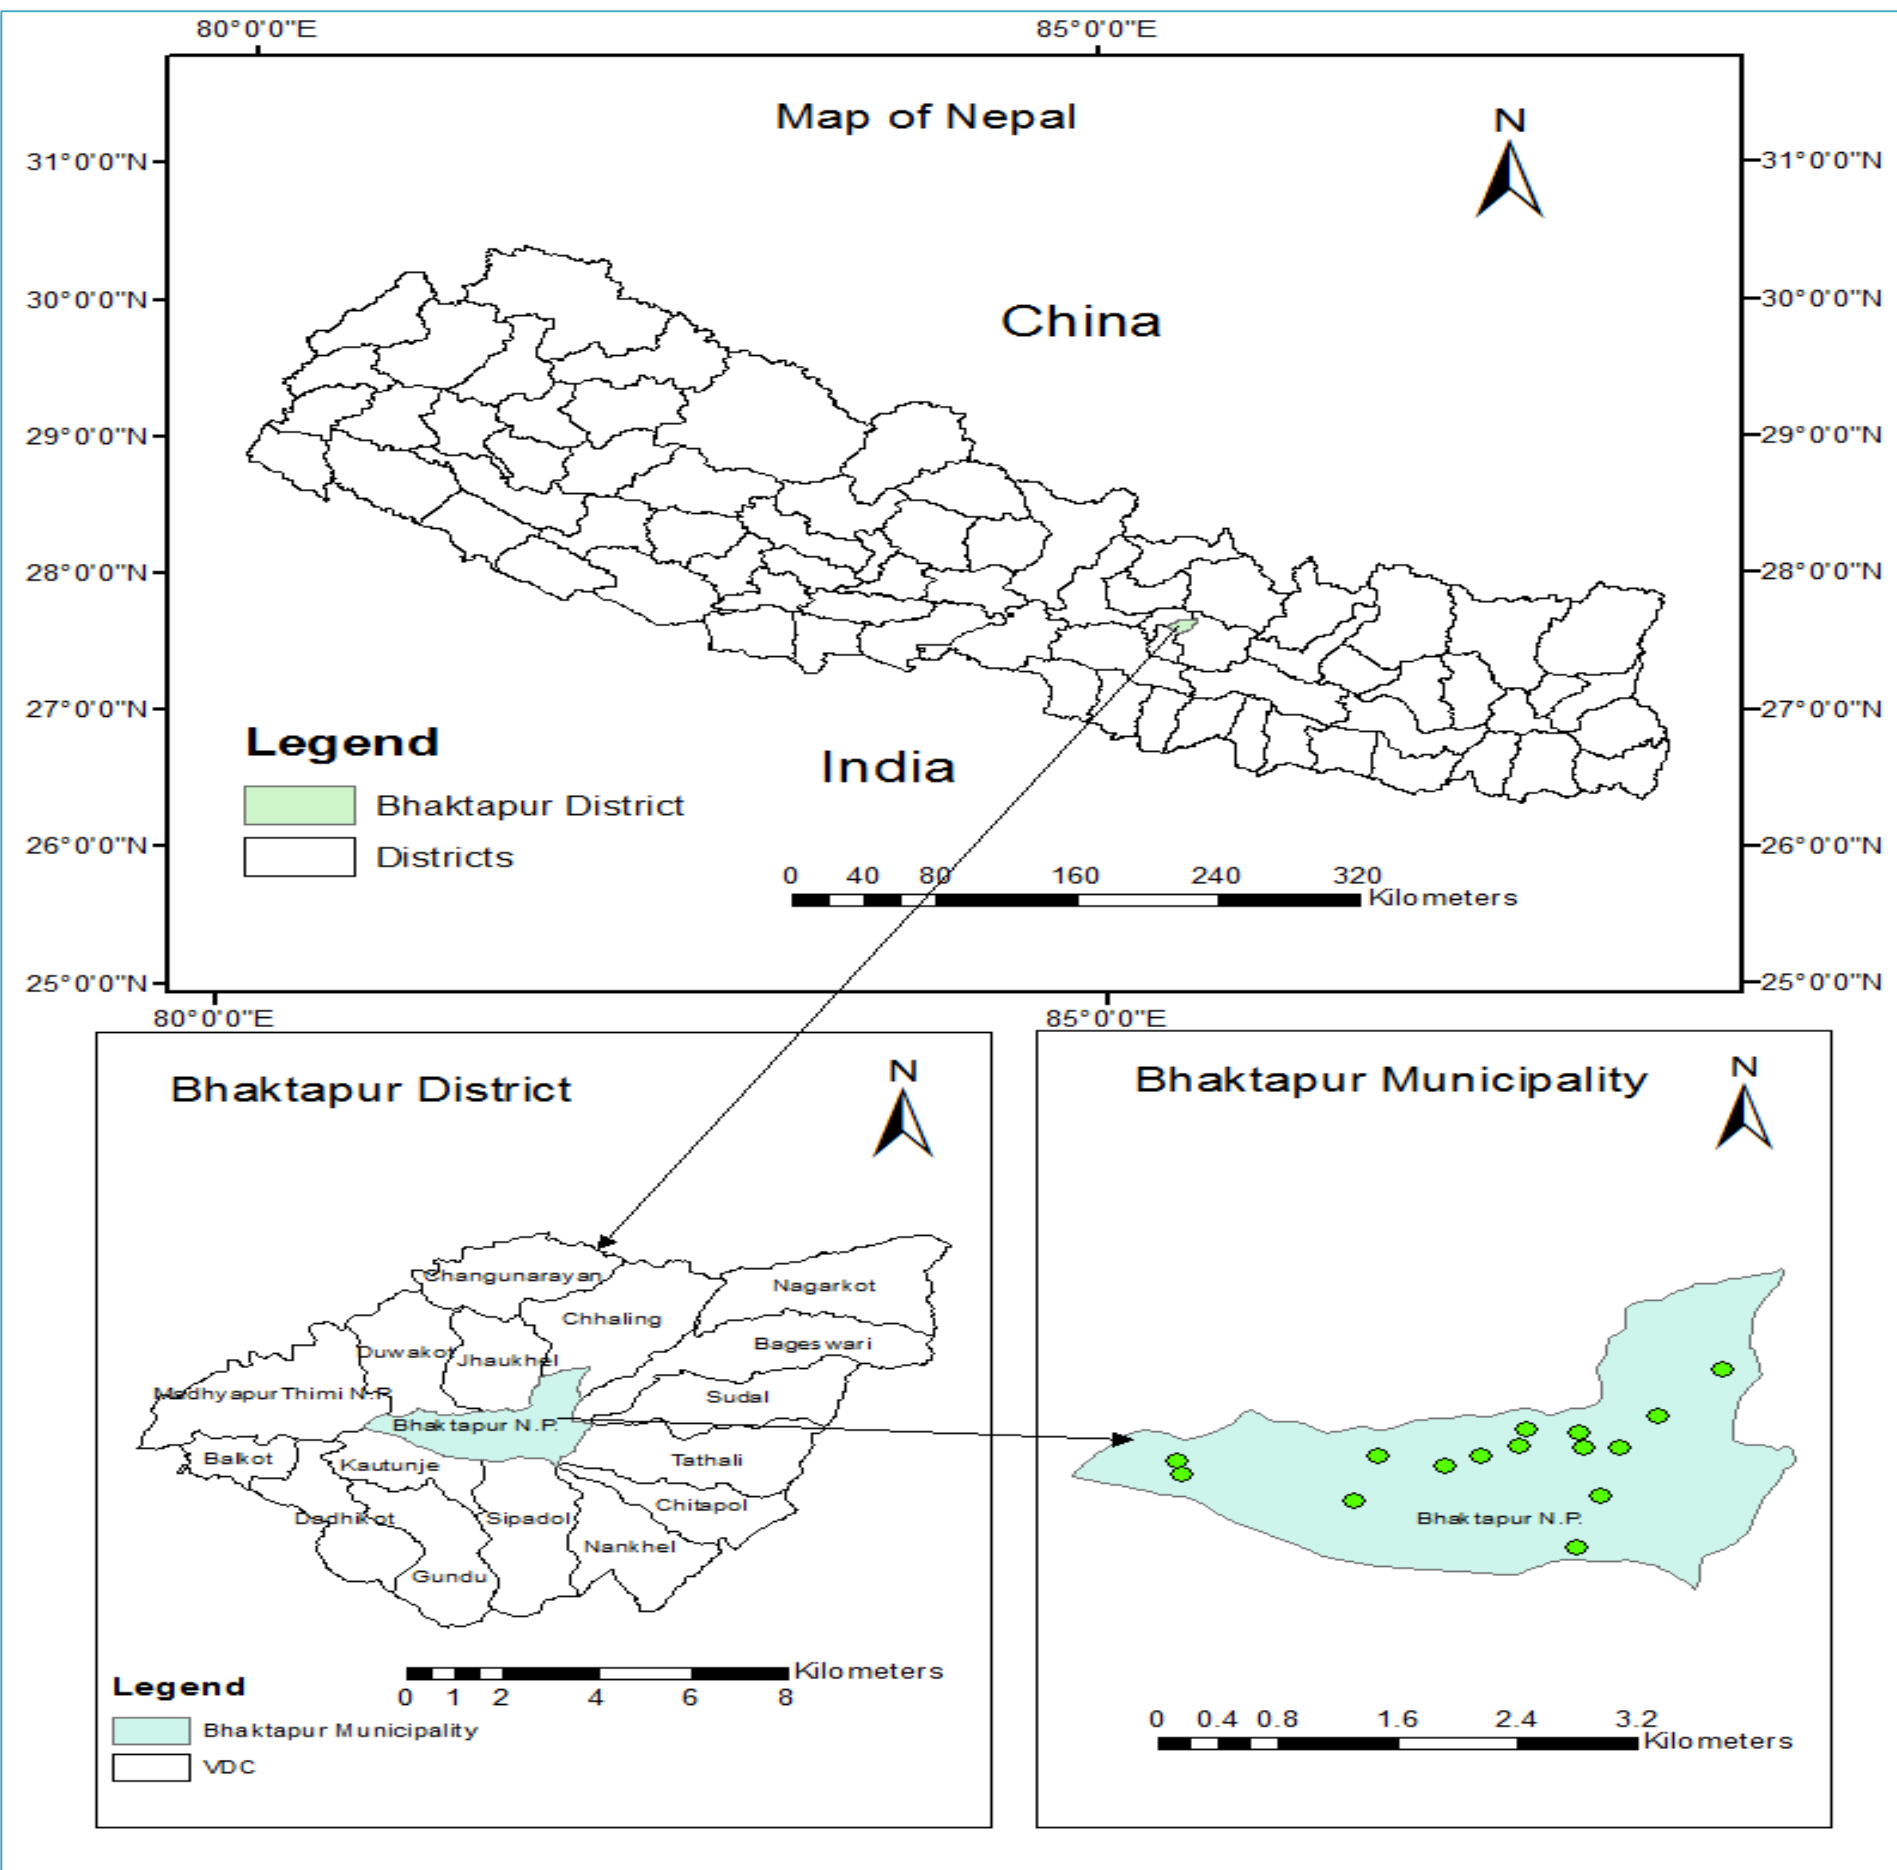 80°0'0"E 85°0'0"E
Map of Nepal
N
31°0'0"N 31°0'0"N
30°0'0"N 30°0'0"N
China
29°0'0"N 29°0'0"N
28°0'0"N 28°0'0"N
27°0'0"N 27°0'0"N
Legend
India
Bhaktapur District
Districts
26°0'0"N 26°0'0"N
0 40 80 160 240 320
Kilometers
25°0'0"N 25°0'0"N
80°0'0"E 85°0'0"E
Bhaktapur District
N
Changunarayan
Nagarkot
Chhaling
Bageswari
Duwakot
Jhaukhel
Madhyapur Thimi N.P.
Sudal
Bhaktapur N.P.
Balkot
Kautunje
Tathali
Chitapol
Dadhikot
Sipadol
Nankhel
Gundu
Kilometers
0 1 2 4 6 8
Legend
Bhaktapur Municipality
VDC
Bhaktapur Municipality
N
Bhaktapur N.P.
0 0.4 0.8 1.6 2.4 3.2
Kilometers